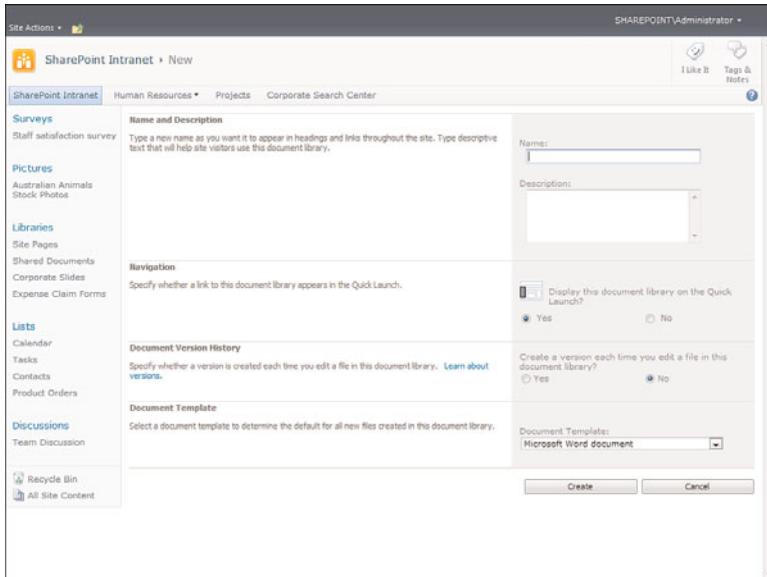 SHAREPOINT\Administrator
Site Actions
SharePoint Intranet › New
I Like It
Tags & Notes
SharePoint Intranet Human Resources Projects Corporate Search Center
Surveys
Staff satisfaction survey
Pictures
Australian Animals
Stock Photos
Libraries
Site Pages
Shared Documents
Corporate Slides
Expense Claim Forms
Lists
Calendar
Tasks
Contacts
Product Orders
Discussions
Team Discussion
Recycle Bin
All Site Content
Name and Description
Type a new name as you want it to appear in headings and links throughout the site. Type descriptive
text that will help site visitors use this document library.
Name:
Description:
Navigation
Specify whether a link to this document library appears in the Quick Launch.
Display this document library on the Quick
Launch?
Yes No
Document Version History
Specify whether a version is created each time you edit a file in this document library. Learn about
versions.
Create a version each time you edit a file in this
document library?
Yes No
Document Template
Select a document template to determine the default for all new files created in this document library.
Document Template:
Microsoft Word document
Create Cancel